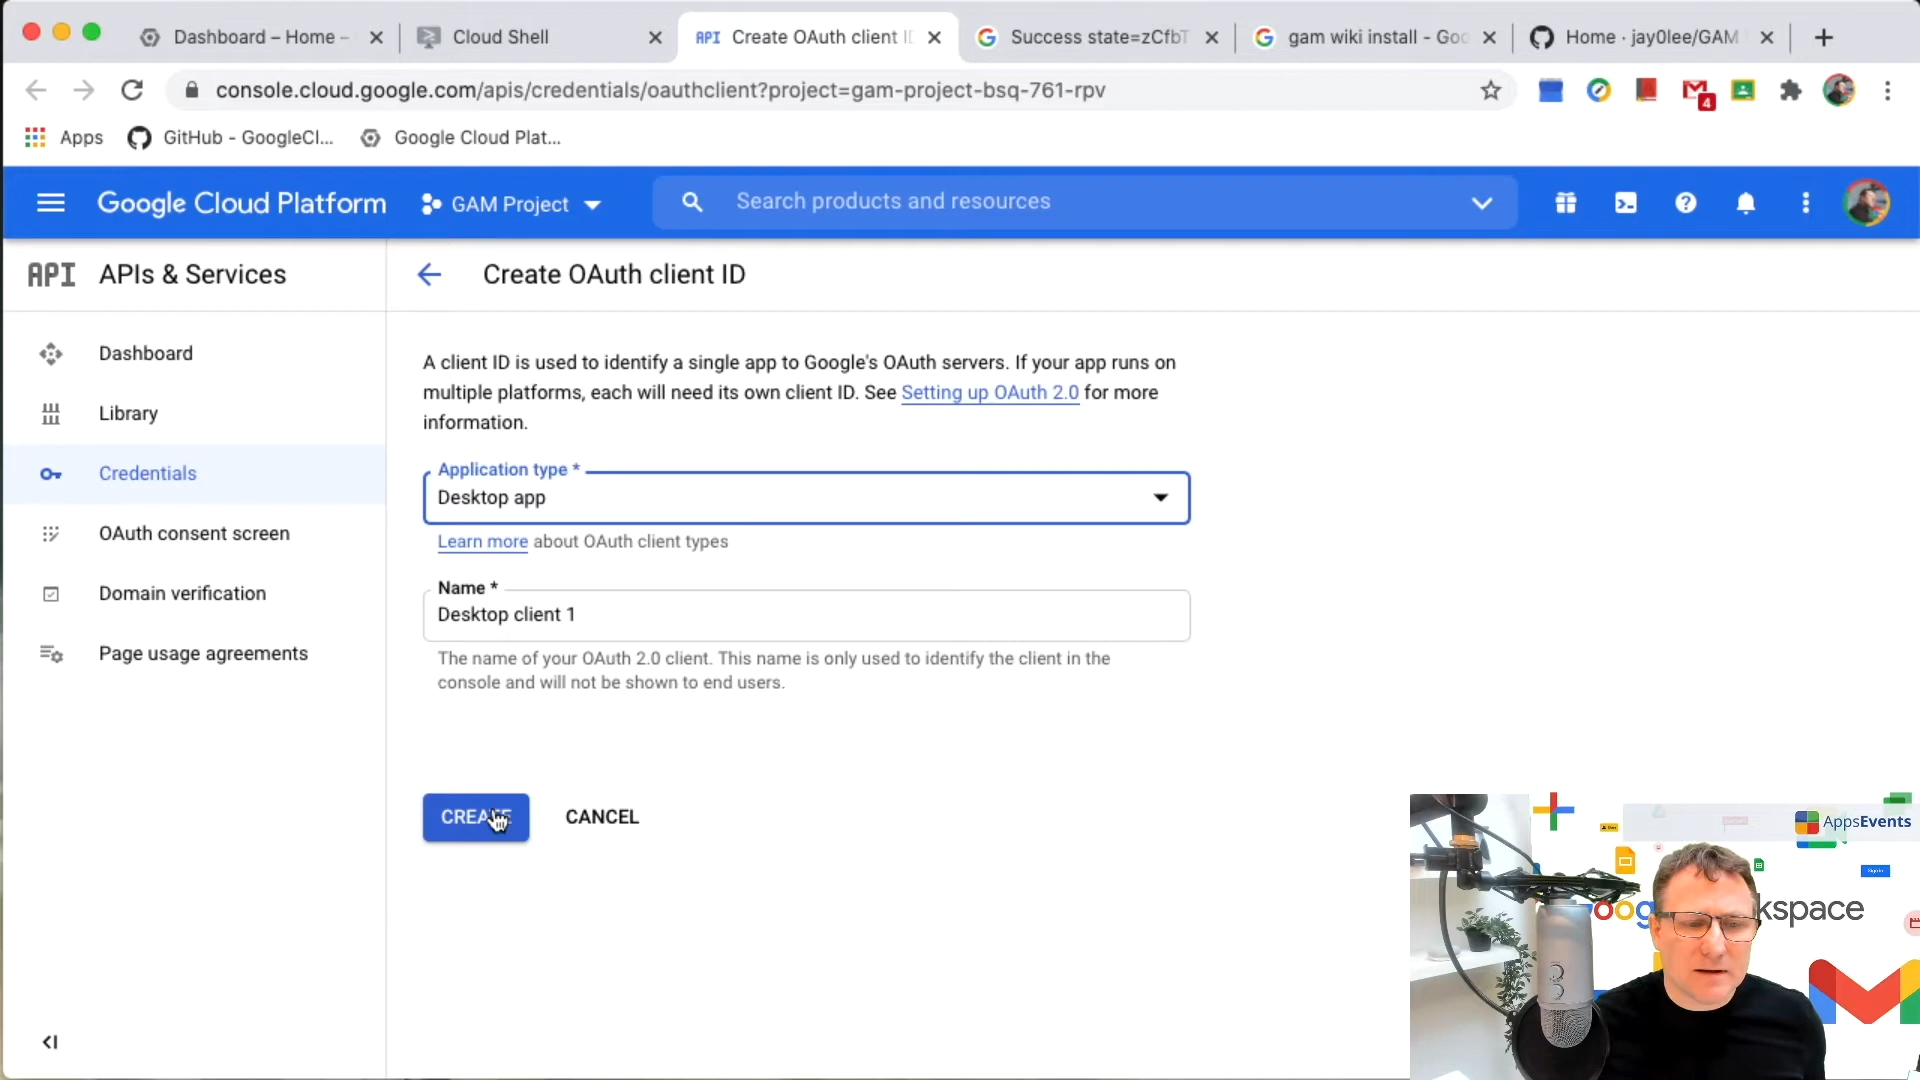 Dashboard – Home –
Cloud Shell
API Create OAuth client ID
Success state=zCfbT
gam wiki install - Goo
Home · jay0lee/GAM
console.cloud.google.com/apis/credentials/oauthclient?project=gam-project-bsq-761-rpv
4
Apps
GitHub - GoogleCl...
Google Cloud Plat...
Google Cloud Platform
GAM Project
Search products and resources
API APIs & Services
Create OAuth client ID
Dashboard
Library
Credentials
OAuth consent screen
Domain verification
Page usage agreements
A client ID is used to identify a single app to Google's OAuth servers. If your app runs on
multiple platforms, each will need its own client ID. See Setting up OAuth 2.0 for more
information.
Application type *
Desktop app
Learn more about OAuth client types
Name *
Desktop client 1
The name of your OAuth 2.0 client. This name is only used to identify the client in the
console and will not be shown to end users.
CREATE
CANCEL
AppsEvents
oog
kspace